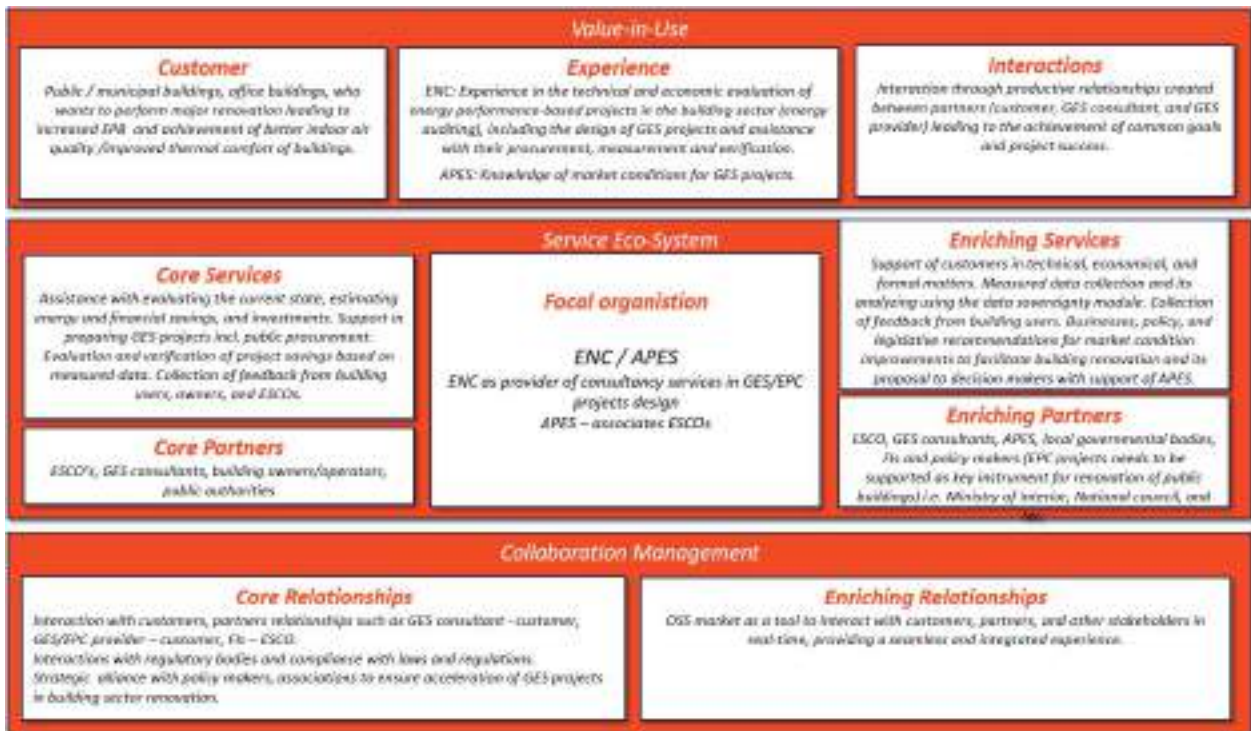 Value-in-Use
Customer
Public / municipal buildings, office buildings, who
wants to perform major renovation leading to
increased EPB and achievement of better indoor air
quality /improved thermal comfort of buildings.
Experience
ENC: Experience in the technical and economic evaluation of
energy performance-based projects in the building sector (energy
auditing), including the design of GES projects and assistance
with their procurement, measurement and verification.
APES: Knowledge of market conditions for GES projects
Interactions
Interaction through productive relationships created
between partners (customer, GES consultant, and GES
provider) leading to the achievement of common goals
and project success.
Service Eco-System
Core Services
Assistance with evaluating the current state, estimating
energy and financial savings, and investments. Support in
preparing GES projects incl. public procurement.
Evaluation and verification of project savings based on
measured data. Collection of feedback from building
users, owners, and ESCOs.
Core Partners
ESCO's, GES consultants, building owners/operators,
public authorities
Focal organistion
ENC / APES
ENC as provider of consultancy services in GES/EPC
projects design
APES – associates ESCOs
Enriching Services
Support of customers in technical, economical, and
formal matters. Measured data collection and its
analyzing using the data sovereignty module. Collection
of feedback from building users. Businesses, policy, and
legislative recommendations for market condition
improvements to facilitate building renovation and its
proposal to decision makers with support of APES.
Enriching Partners
ESCO, GES consultants, APES, local governmental bodies,
FIs and policy makers (EPC projects needs to be
supported as key instrument for renovation of public
buildings) i.e. Ministry of Interior, National council, and
Collaboration Management
Core Relationships
Interaction with customers, partners relationships such as GES consultant - customer,
GES/EPC provider – customer, FIs – ESCO.
Interactions with regulatory bodies and compliance with laws and regulations.
Strategic alliance with policy makers, associations to ensure acceleration of GES projects
in building sector renovation.
Enriching Relationships
OSS market as a tool to interact with customers, partners, and other stakeholders in
real-time, providing a seamless and integrated experience.